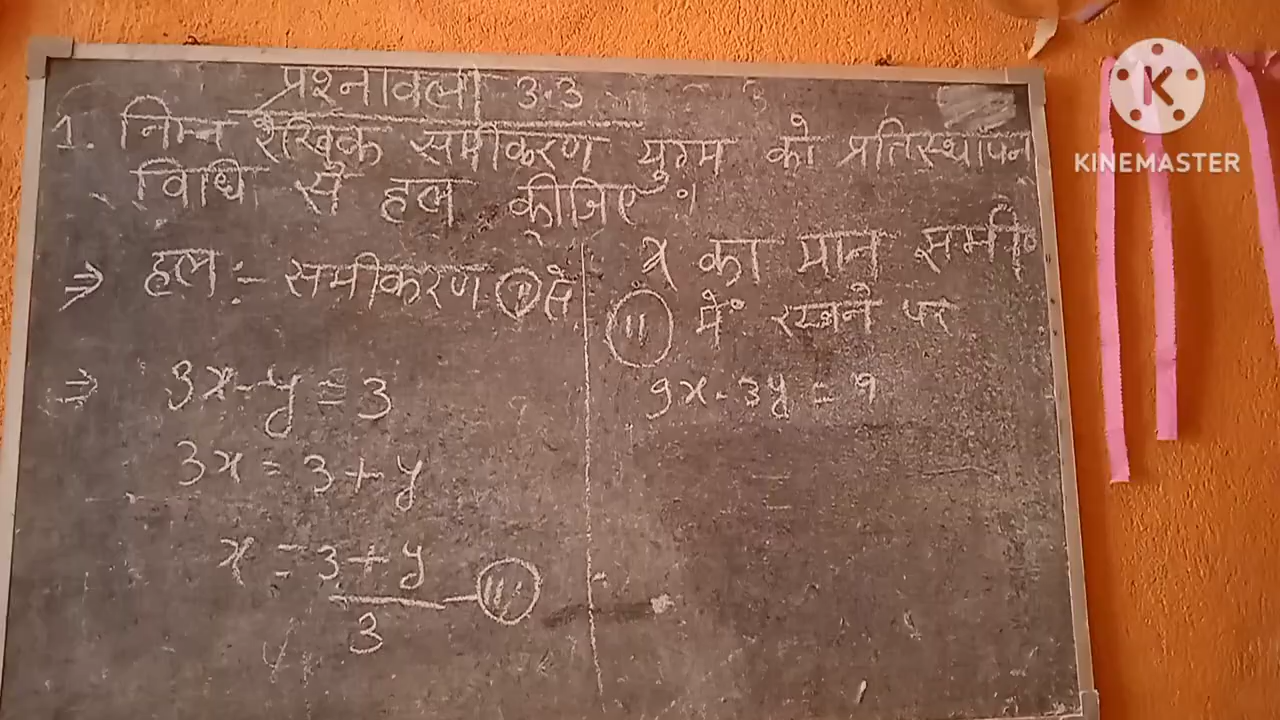 प्रश्नावली 3.3
1. निम्न रैखिक समीकरण युग्म को प्रतिस्थापन
विधि से हल कीजिए।
⇒ हल:- समीकरण (I) से
⇒ 3x - y = 3
3x = 3 + y
x = 3 + y
3
— (III)
x का मान समी०
(II) में रखने पर
9x - 3y = 9
K
KINEMASTER